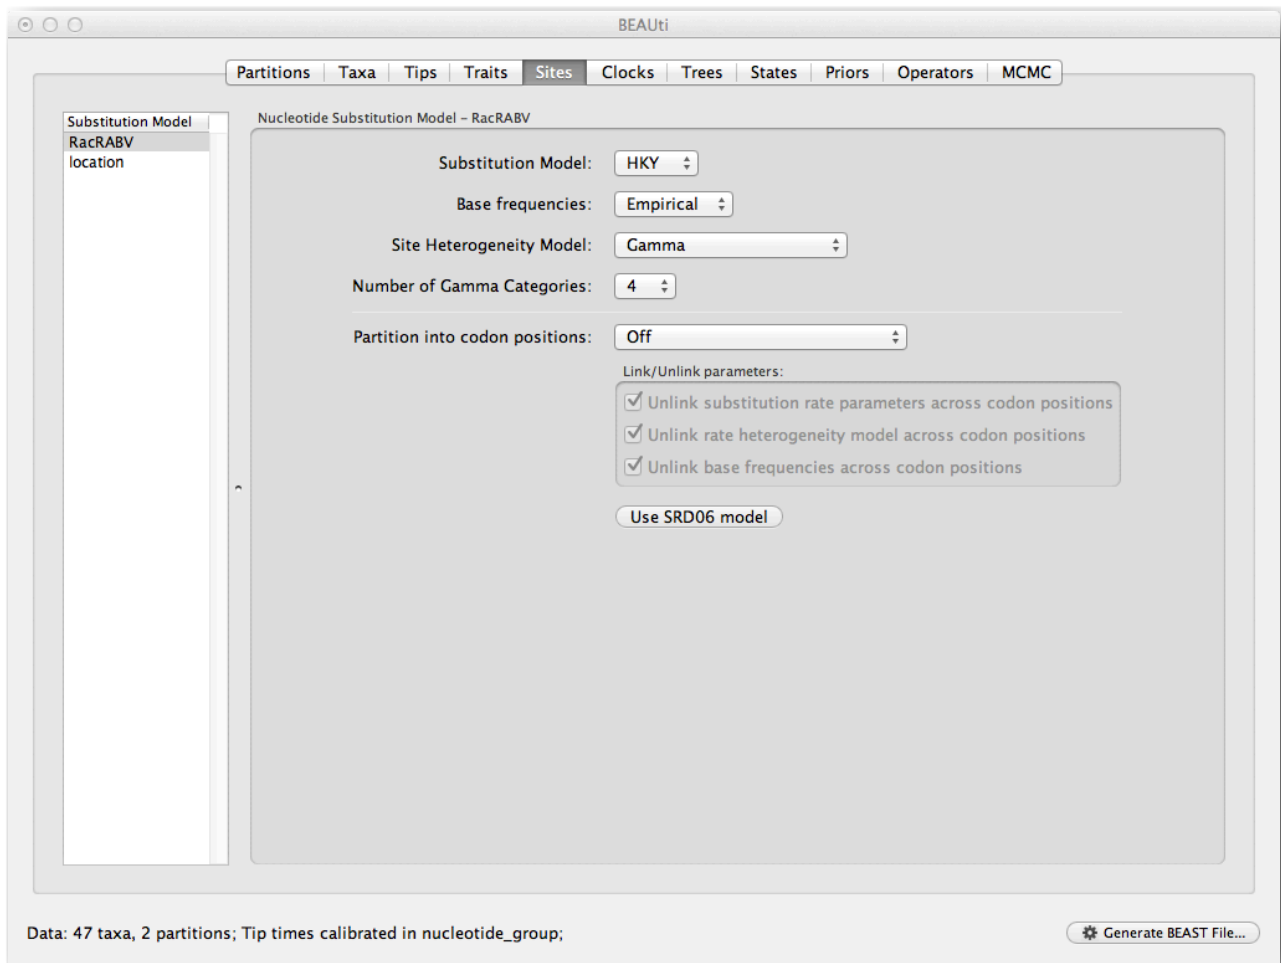 BEAUti
Partitions Taxa Tips Traits Sites Clocks Trees States Priors Operators MCMC
Substitution Model
RacRABV
location
Nucleotide Substitution Model – RacRABV
Substitution Model: HKY
Base frequencies: Empirical
Site Heterogeneity Model: Gamma
Number of Gamma Categories: 4
Partition into codon positions: Off
Link/Unlink parameters:
Unlink substitution rate parameters across codon positions
Unlink rate heterogeneity model across codon positions
Unlink base frequencies across codon positions
Use SRD06 model
Data: 47 taxa, 2 partitions; Tip times calibrated in nucleotide_group;
Generate BEAST File...